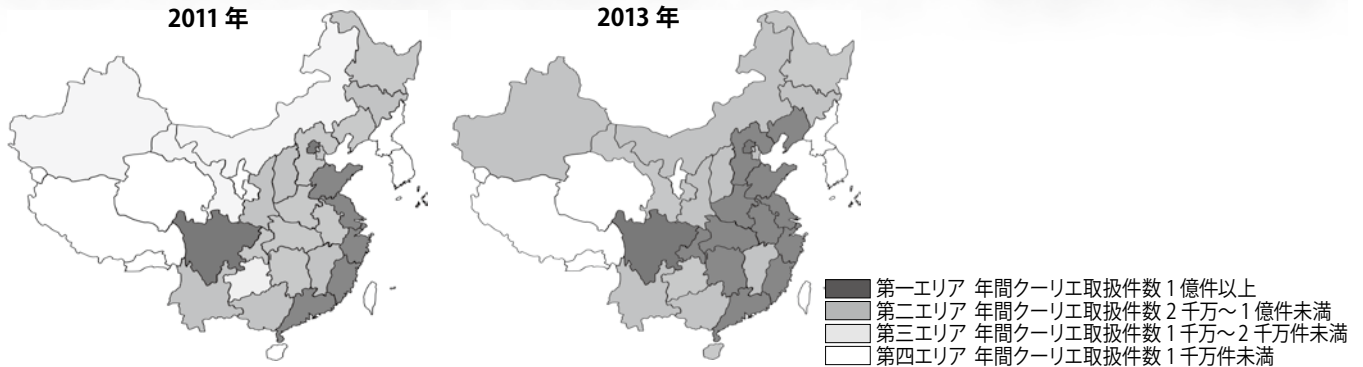 2011 年
2013 年
第一エリア 年間クーリエ取扱件数 1 億件以上
第二エリア 年間クーリエ取扱件数 2 千万～ 1 億件未満
第三エリア 年間クーリエ取扱件数 1 千万～ 2 千万件未満
第四エリア 年間クーリエ取扱件数 1 千万件未満